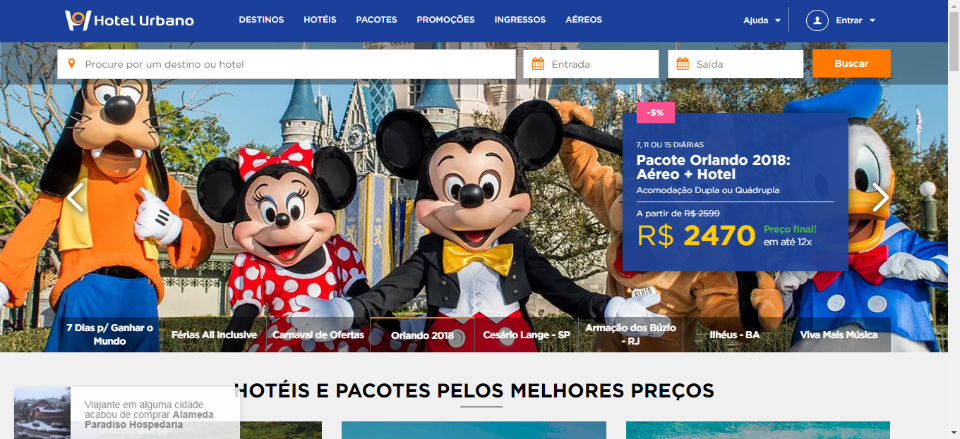 Hotel Urbano
DESTINOS HOTÉIS PACOTES PROMOÇÕES INGRESSOS AÉREOS
Ajuda
Entrar
Procure por um destino ou hotel
Entrada
Saída
Buscar
-5%
7, 11 OU 15 DIÁRIAS
Pacote Orlando 2018:
Aéreo + Hotel
Acomodação Dupla ou Quádrupla
A partir de R$ 2599
R$ 2470
Preço final!
em até 12x
7 Dias p/ Ganhar o
Mundo
Férias All Inclusive
Carnaval de Ofertas
Orlando 2018
Cesário Lange - SP
Armação dos Búzio
- RJ
Ilhéus - BA
Viva Mais Música
HOTÉIS E PACOTES PELOS MELHORES PREÇOS
Viajante em alguma cidade
acabou de comprar Alameda
Paradiso Hospedaria